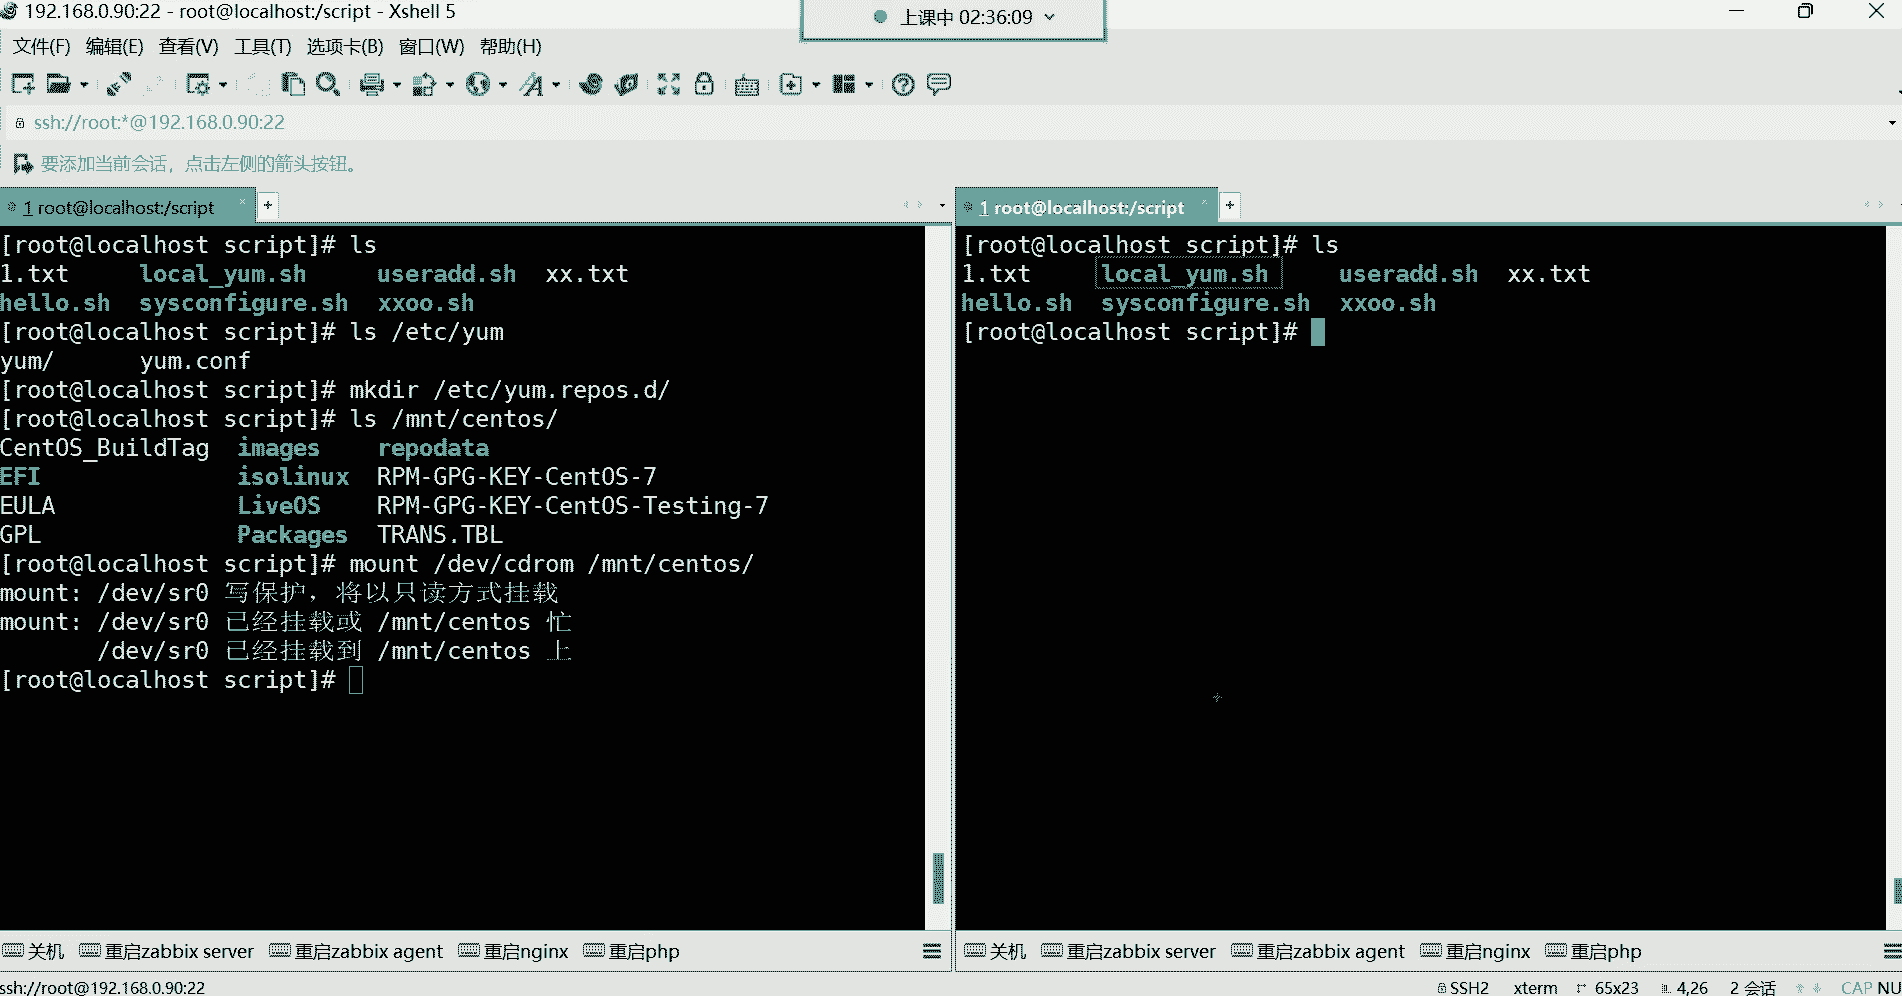 192.168.0.90:22 - root@localhost:/script - Xshell 5
上课中 02:36:09
文件(F) 编辑(E) 查看(V) 工具(T) 选项卡(B) 窗口(W) 帮助(H)
ssh://root:*@192.168.0.90:22
要添加当前会话，点击左侧的箭头按钮。
1 root@localhost:/script
[root@localhost script]# ls
1.txt     local_yum.sh     useradd.sh  xx.txt
hello.sh  sysconfigure.sh  xxoo.sh
[root@localhost script]# ls /etc/yum
yum/      yum.conf
[root@localhost script]# mkdir /etc/yum.repos.d/
[root@localhost script]# ls /mnt/centos/
CentOS_BuildTag  images    repodata
EFI              isolinux  RPM-GPG-KEY-CentOS-7
EULA             LiveOS    RPM-GPG-KEY-CentOS-Testing-7
GPL              Packages  TRANS.TBL
[root@localhost script]# mount /dev/cdrom /mnt/centos/
mount: /dev/sr0 写保护，将以只读方式挂载
mount: /dev/sr0 已经挂载或 /mnt/centos 忙
       /dev/sr0 已经挂载到 /mnt/centos 上
[root@localhost script]#
关机 重启zabbix server 重启zabbix agent 重启nginx 重启php
1 root@localhost:/script
[root@localhost script]# ls
1.txt     local_yum.sh     useradd.sh  xx.txt
hello.sh  sysconfigure.sh  xxoo.sh
[root@localhost script]#
关机 重启zabbix server 重启zabbix agent 重启nginx 重启php
ssh://root@192.168.0.90:22
SSH2 xterm 65x23 4,26 2 会话 CAP NU